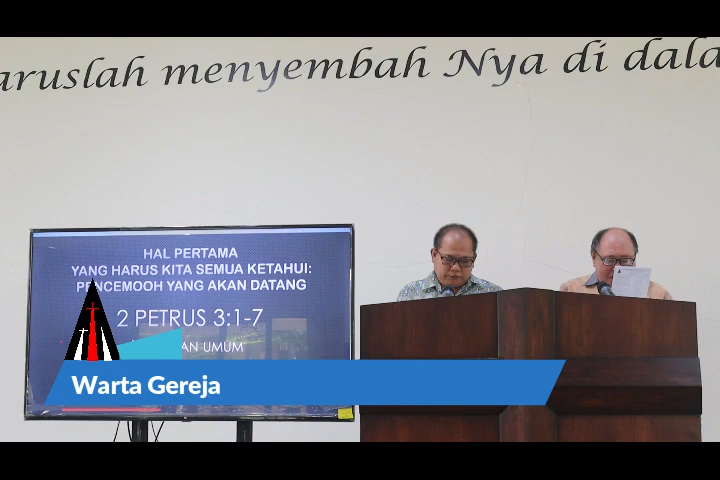 aruslah menyembah Nya di dala
HAL PERTAMA
YANG HARUS KITA SEMUA KETAHUI:
PENCEMOOH YANG AKAN DATANG
2 PETRUS 3:1-7
UMUM
Warta Gereja